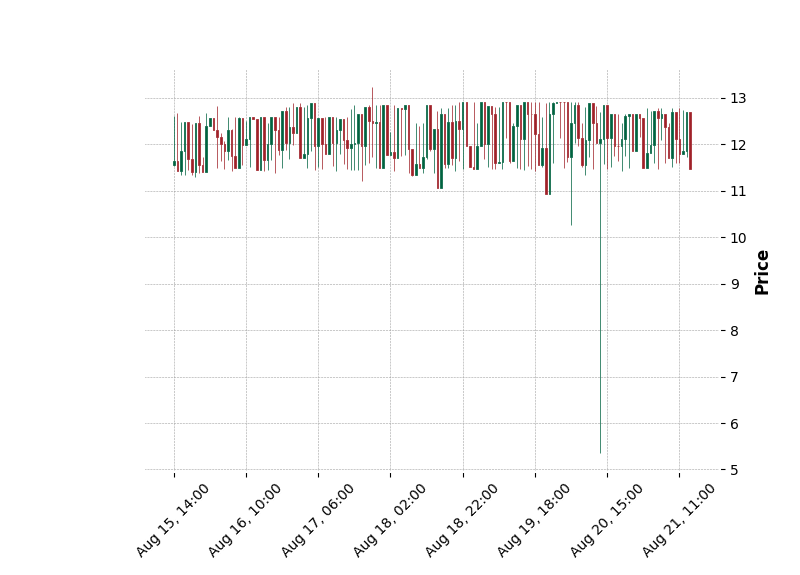 13
12
11
10
9
8
7
6
5
Price
Aug 15, 14:00
Aug 16, 10:00
Aug 17, 06:00
Aug 18, 02:00
Aug 18, 22:00
Aug 19, 18:00
Aug 20, 15:00
Aug 21, 11:00